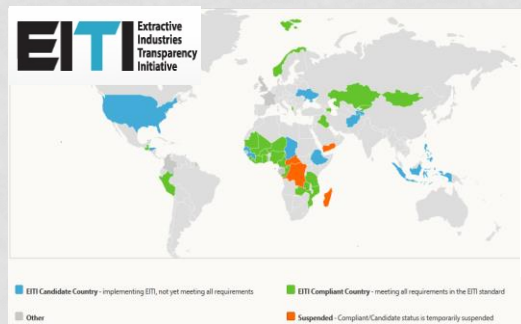 EITI
Extractive
Industries
Transparency
Initiative
EITI Candidate Country - implementing EITI, not yet meeting all requirements
EITI Compliant Country - meeting all requirements in the EITI standard
Other
Suspended - Compliant/Candidate status is temporarily suspended